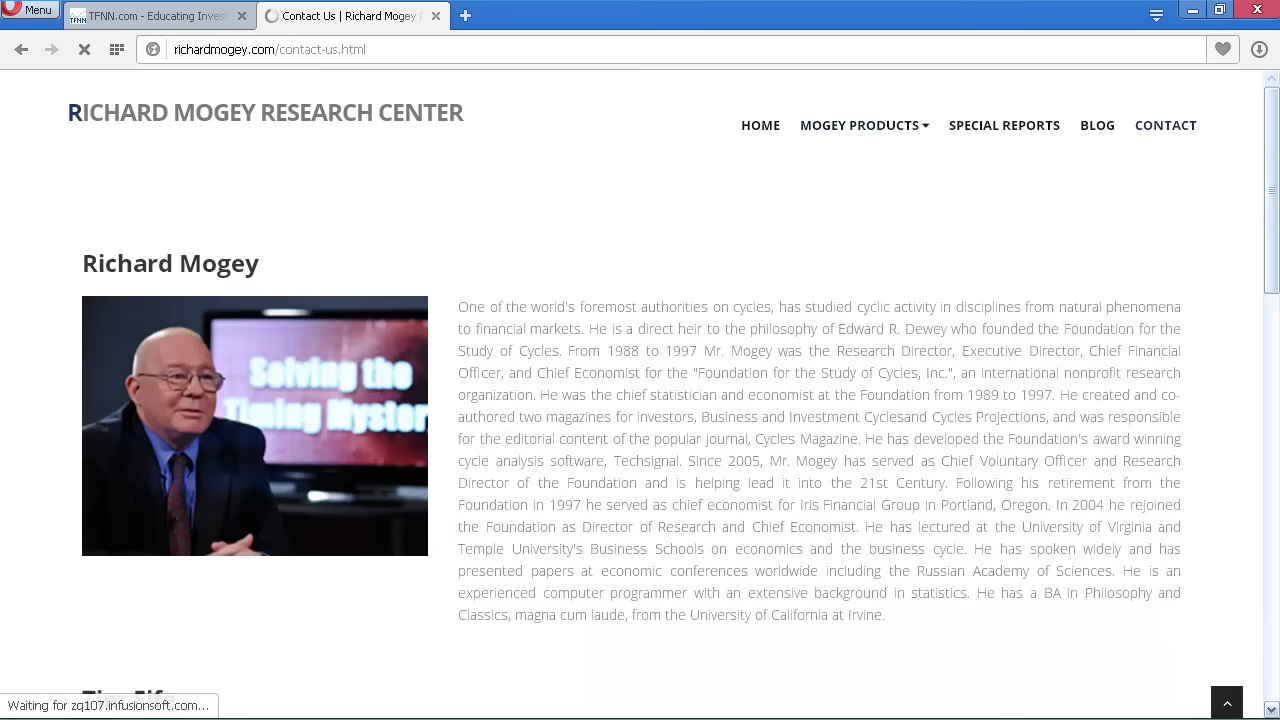 Menu
TFNN.com - Educating Invest
Contact Us | Richard Mogey R
richardmogey.com/contact-us.html
RICHARD MOGEY RESEARCH CENTER
HOME MOGEY PRODUCTS SPECIAL REPORTS BLOG CONTACT
Richard Mogey
Solving the
Timing Myster
One of the world's foremost authorities on cycles, has studied cyclic activity in disciplines from natural phenomena
to financial markets. He is a direct heir to the philosophy of Edward R. Dewey who founded the Foundation for the
Study of Cycles. From 1988 to 1997 Mr. Mogey was the Research Director, Executive Director, Chief Financial
Officer, and Chief Economist for the "Foundation for the Study of Cycles, Inc.", an international nonprofit research
organization. He was the chief statistician and economist at the Foundation from 1989 to 1997. He created and co-
authored two magazines for investors, Business and Investment Cyclesand Cycles Projections, and was responsible
for the editorial content of the popular journal, Cycles Magazine. He has developed the Foundation's award winning
cycle analysis software, Techsignal. Since 2005, Mr. Mogey has served as Chief Voluntary Officer and Research
Director of the Foundation and is helping lead it into the 21st Century. Following his retirement from the
Foundation in 1997 he served as chief economist for Iris Financial Group in Portland, Oregon. In 2004 he rejoined
the Foundation as Director of Research and Chief Economist. He has lectured at the University of Virginia and
Temple University's Business Schools on economics and the business cycle. He has spoken widely and has
presented papers at economic conferences worldwide including the Russian Academy of Sciences. He is an
experienced computer programmer with an extensive background in statistics. He has a BA in Philosophy and
Classics, magna cum laude, from the University of California at Irvine.
Waiting for zq107.infusionsoft.com...